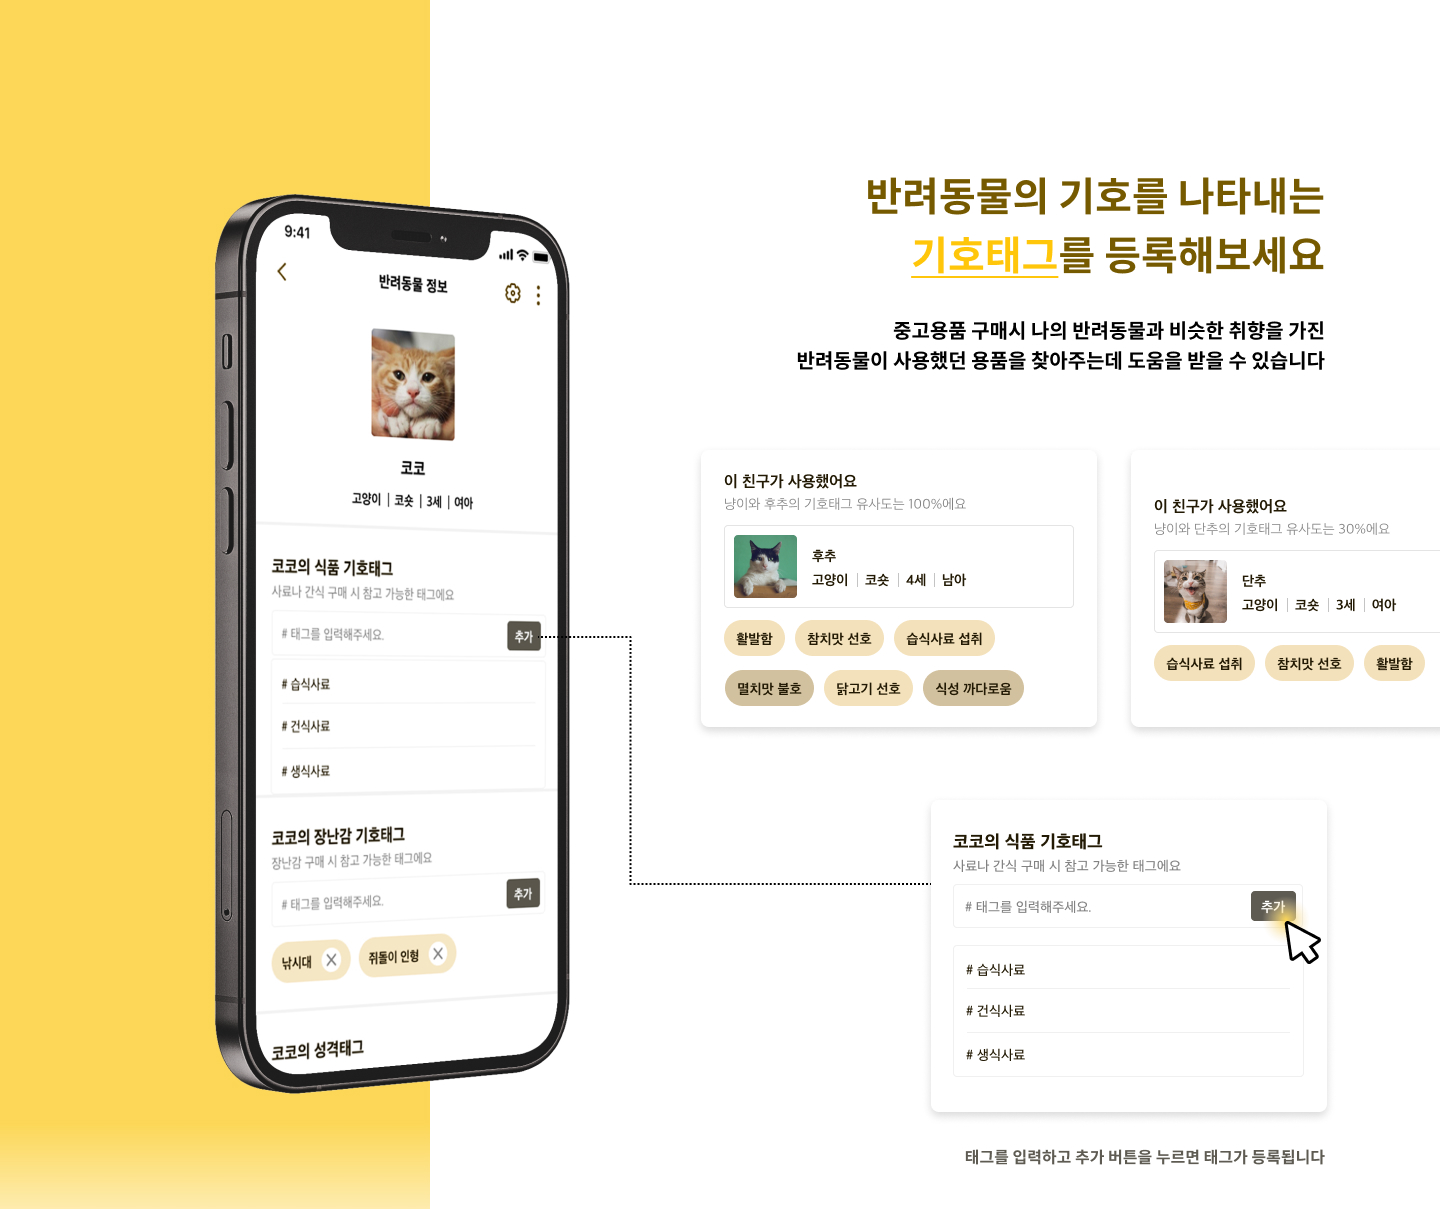 9:41
반려동물 정보
코코
고양이 | 코숏 | 3세 | 여아
코코의 식품 기호태그
사료나 간식 구매 시 참고 가능한 태그에요
# 태그를 입력해주세요.
추가
# 습식사료
# 건식사료
# 생식사료
코코의 장난감 기호태그
장난감 구매 시 참고 가능한 태그에요
# 태그를 입력해주세요.
추가
낚시대 X
쥐돌이 인형 X
코코의 성격태그
반려동물의 기호를 나타내는
기호태그를 등록해보세요
중고용품 구매시 나의 반려동물과 비슷한 취향을 가진
반려동물이 사용했던 용품을 찾아주는데 도움을 받을 수 있습니다
이 친구가 사용했어요
냥이와 후추의 기호태그 유사도는 100%에요
후추
고양이 | 코숏 | 4세 | 남아
활발함
참치맛 선호
습식사료 섭취
멸치맛 불호
닭고기 선호
식성 까다로움
이 친구가 사용했어요
냥이와 단추의 기호태그 유사도는 30%에요
단추
고양이 | 코숏 | 3세 | 여아
습식사료 섭취
참치맛 선호
활발함
코코의 식품 기호태그
사료나 간식 구매 시 참고 가능한 태그에요
# 태그를 입력해주세요.
추가
# 습식사료
# 건식사료
# 생식사료
태그를 입력하고 추가 버튼을 누르면 태그가 등록됩니다